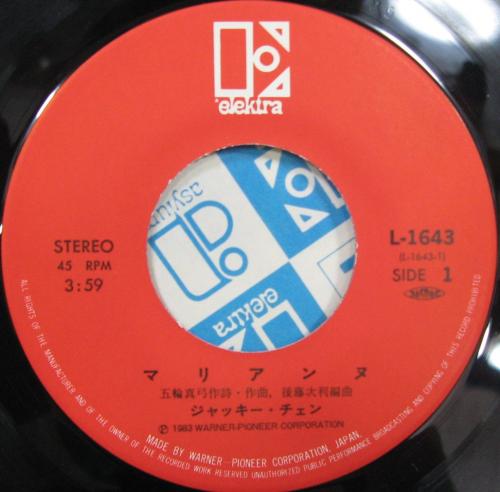 elektra
STEREO
45 RPM
3:59
L-1643
(L-1643-1)
SIDE 1
マリアンヌ
五輪真弓作詩・作曲, 後藤次利編曲
ジャッキー・チェン
℗ 1983 WARNER-PIONEER CORPORATION
MADE BY WARNER-PIONEER CORPORATION, JAPAN.
ALL RIGHTS OF THE MANUFACTURER AND OF THE OWNER OF THE RECORDED WORK RESERVED UNAUTHORIZED PUBLIC PERFORMANCE BROADCASTING AND COPYING OF THIS RECORD PROHIBITED
asylum
elektra